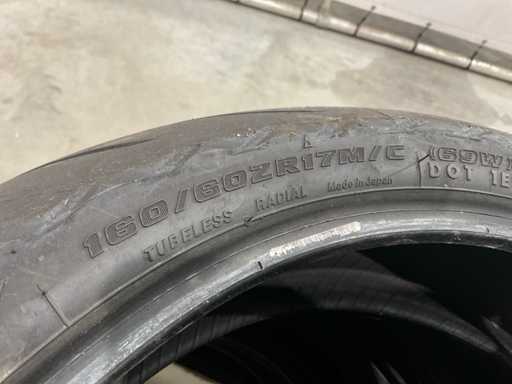 160/60ZR17M/C (69W)
TUBELESS RADIAL Made in Japan DOT